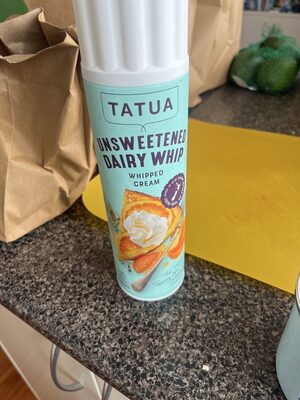 TATUA
UNSWEETENED
DAIRY WHIP
WHIPPED
CREAM